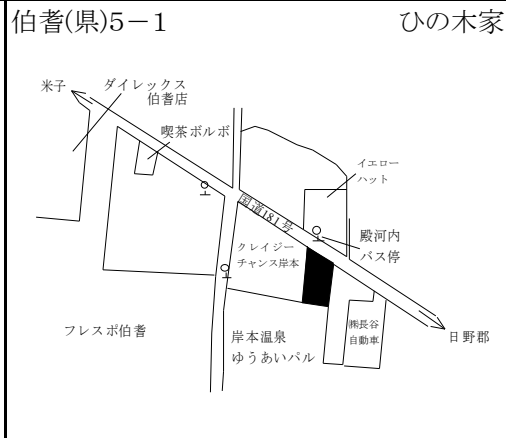 伯耆(県)5-1
ひの木家
米子
ダイレックス
伯耆店
喫茶ボルボ
イエロー
ハット
国道181号
殿河内
バス停
クレイジー
チャンス岸本
㈱長谷
自動車
フレスポ伯耆
岸本温泉
ゆうあいパル
日野郡